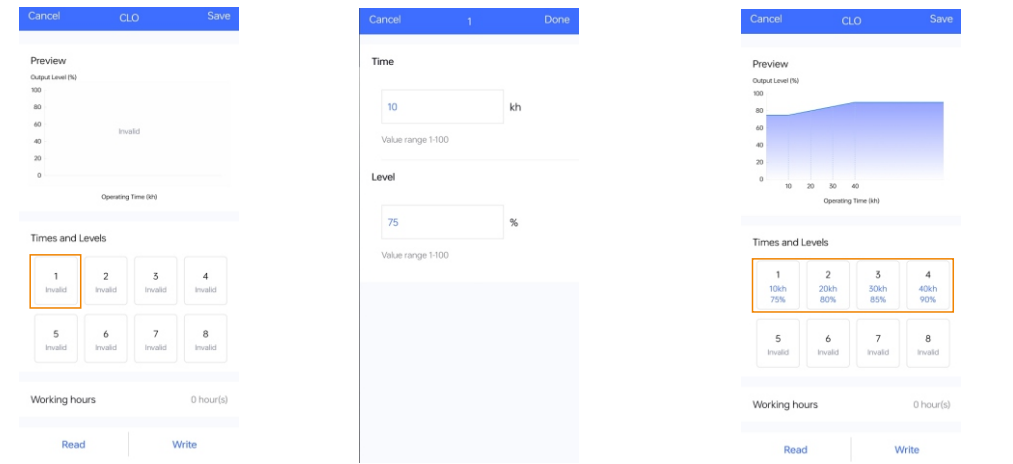 Cancel CLO Save
Preview
Output Level (%)
100
80
60
Invalid
40
20
0
Operating Time (kh)
Times and Levels
1 2 3 4
Invalid Invalid Invalid Invalid
5 6 7 8
Invalid Invalid Invalid Invalid
Working hours 0 hour(s)
Read Write
Cancel 1 Done
Time
10 kh
Value range 1-100
Level
75 %
Value range 1-100
Cancel CLO Save
Preview
Output Level (%)
100
80
60
40
20
0
10 20 30 40
Operating Time (kh)
Times and Levels
1 2 3 4
10kh 20kh 30kh 40kh
75% 80% 85% 90%
5 6 7 8
Invalid Invalid Invalid Invalid
Working hours 0 hour(s)
Read Write